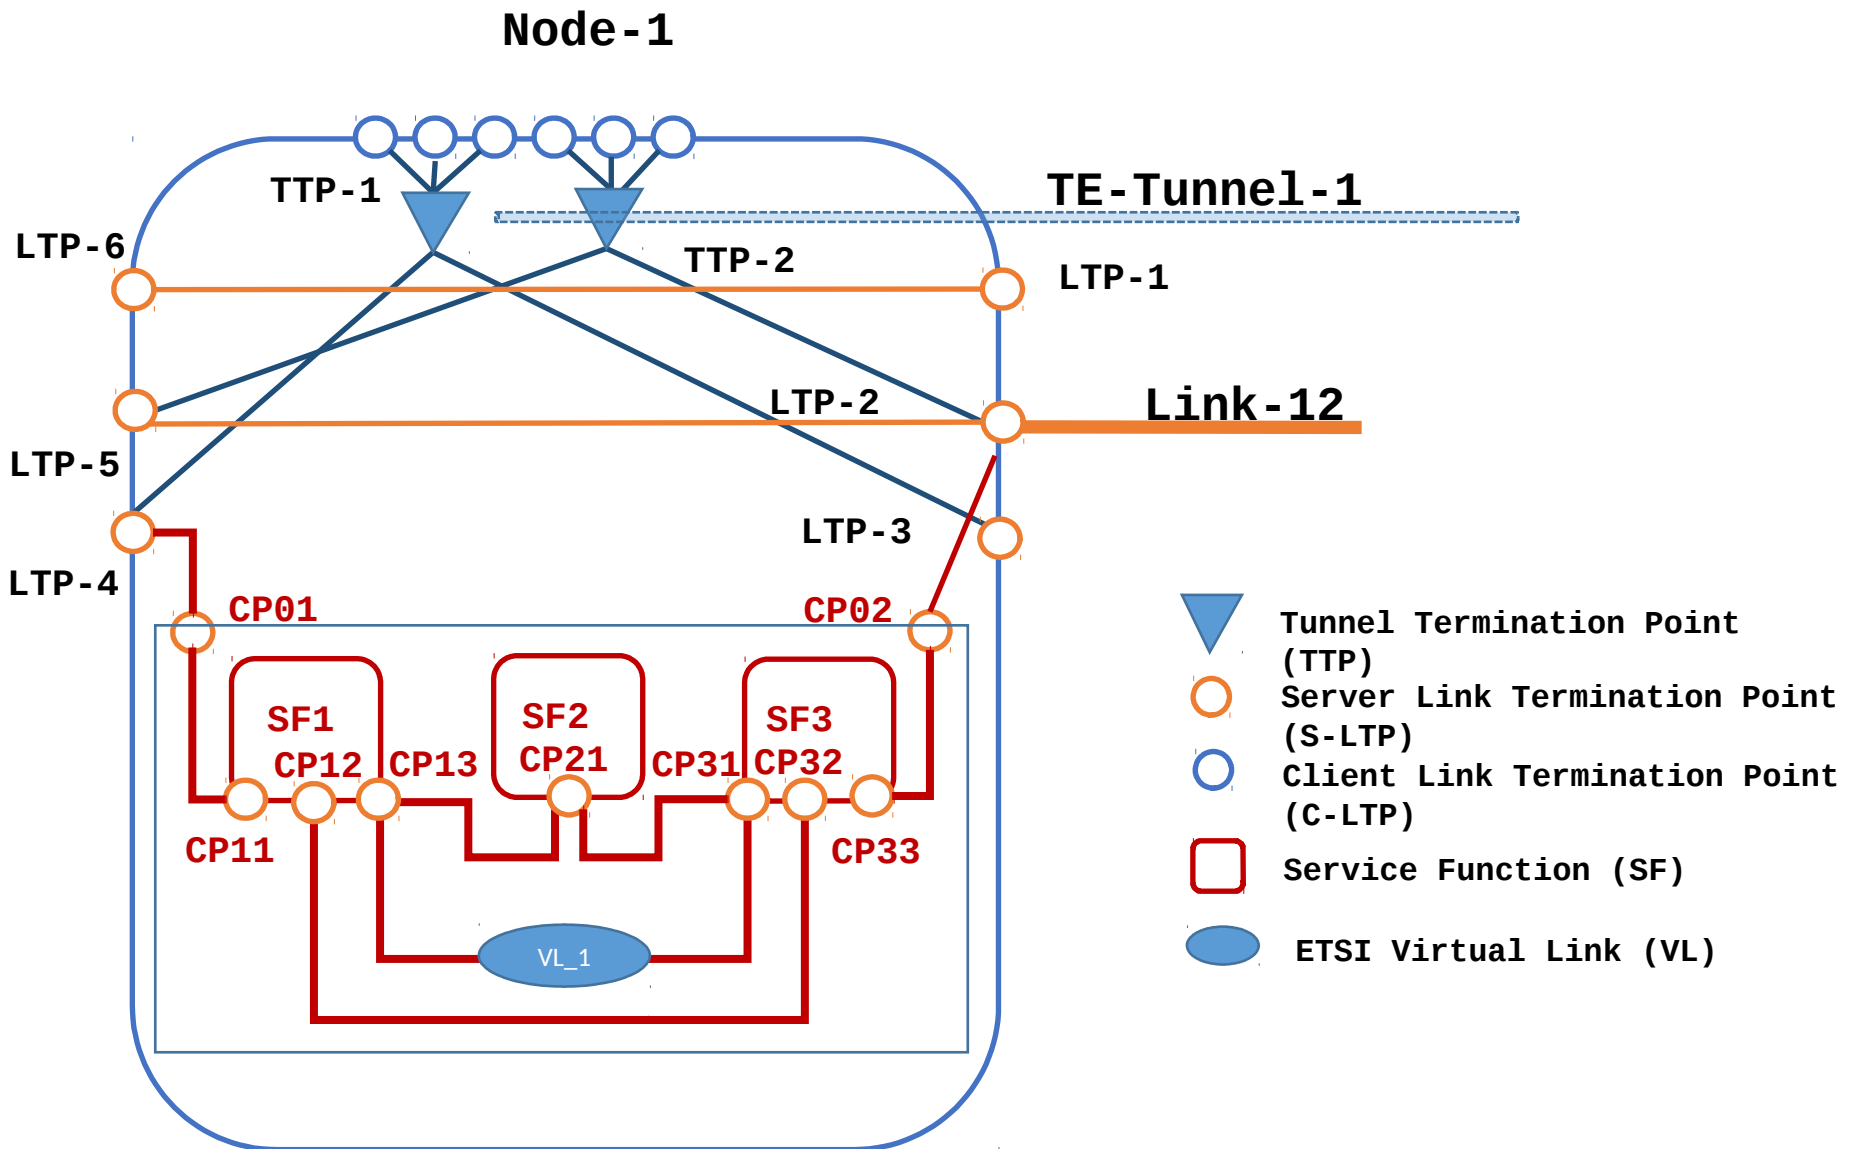 Node-1
TTP-1
TE-Tunnel-1
LTP-6
TTP-2
LTP-1
LTP-2
Link-12
LTP-5
LTP-3
LTP-4
CP01
CP02
SF1
SF2
SF3
CP12
CP13
CP21
CP31
CP32
CP11
CP33
VL_1
Tunnel Termination Point
(TTP)
Server Link Termination Point
(S-LTP)
Client Link Termination Point
(C-LTP)
Service Function (SF)
ETSI Virtual Link (VL)